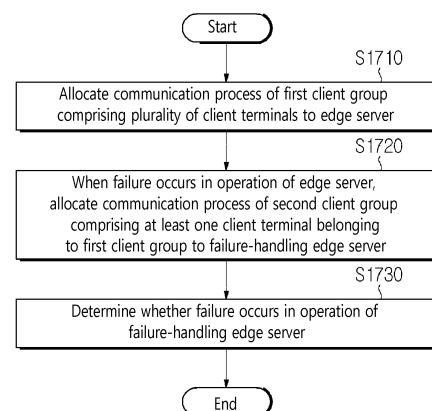 Start
S1710
Allocate communication process of first client group
comprising plurality of client terminals to edge server
S1720
When failure occurs in operation of edge server,
allocate communication process of second client group
comprising at least one client terminal belonging
to first client group to failure-handling edge server
S1730
Determine whether failure occurs in operation of
failure-handling edge server
End